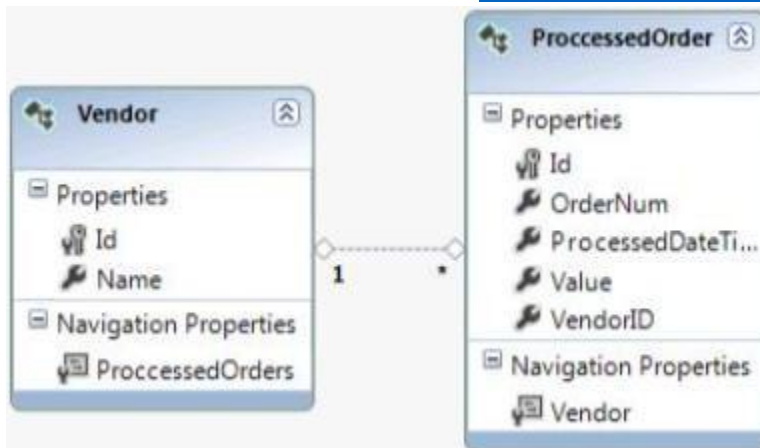 Vendor
Properties
Id
Name
Navigation Properties
ProccessedOrders
1
*
ProccessedOrder
Properties
Id
OrderNum
ProcessedDateTi...
Value
VendorID
Navigation Properties
Vendor